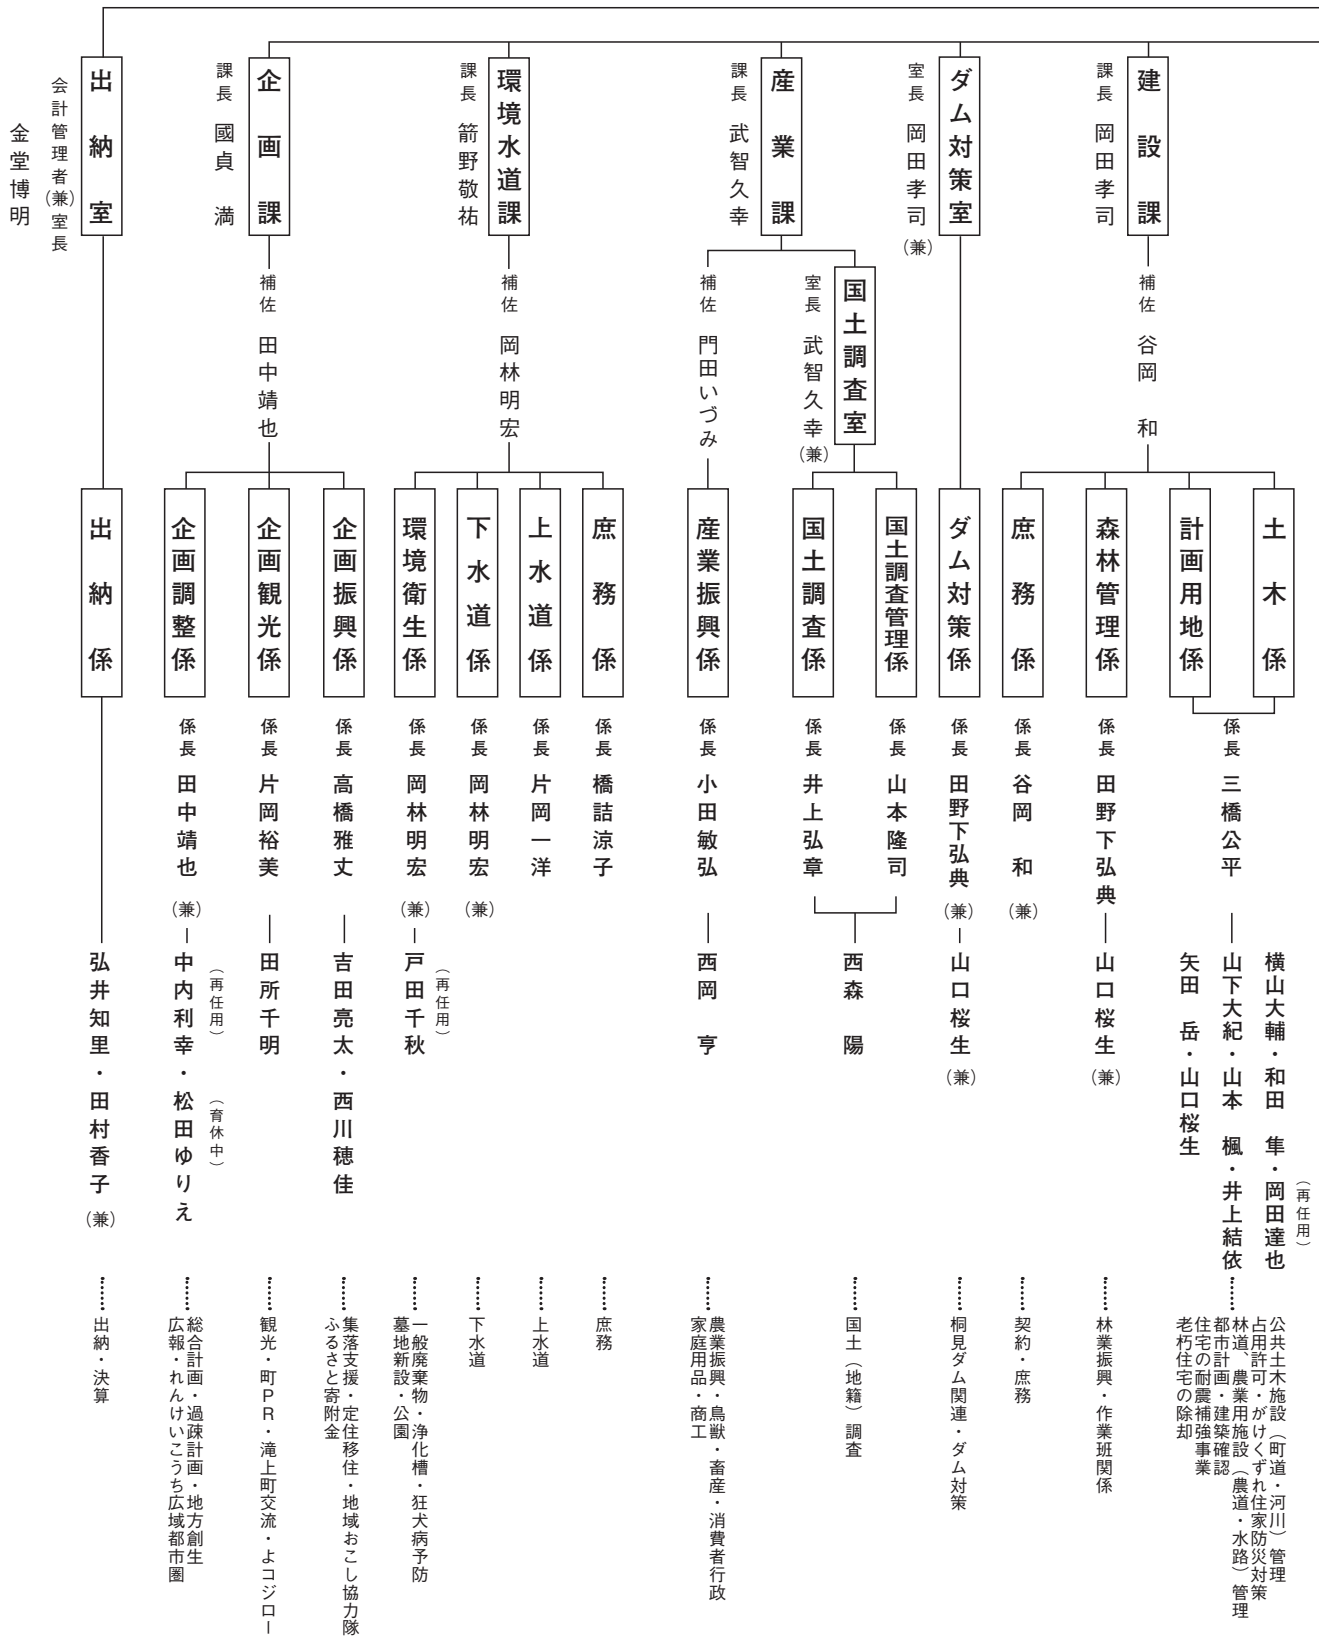 建設課
課長 岡田孝司
補佐 谷岡 和
土木係
計画用地係
係長 三橋公平
横山大輔・和田 隼・岡田達也
(再任用)
山下大紀・山本 楓・井上結依
矢田 岳・山口桜生
公共土木施設(町道・河川)管理
占用許可・がけくずれ住家防災対策
林道、農業用施設(農道・水路)管理
都市計画・建築確認
住宅の耐震補強事業
老朽住宅の除却
森林管理係
係長 田野下弘典
山口桜生(兼)
林業振興・作業班関係
庶務係
係長 谷岡 和(兼)
契約・庶務
ダム対策室
室長 岡田孝司(兼)
ダム対策係
係長 田野下弘典(兼)
山口桜生(兼)
桐見ダム関連・ダム対策
産業課
課長 武智久幸
国土調査室
室長 武智久幸(兼)
国土調査管理係
係長 山本隆司
国土調査係
係長 井上弘章
西森 陽
国土(地籍)調査
補佐 門田いづみ
産業振興係
係長 小田敏弘
西岡 亨
農業振興・鳥獣・畜産・消費者行政
家庭用品・商工
環境水道課
課長 箭野敬祐
補佐 岡林明宏
庶務係
係長 橋詰涼子
庶務
上水道係
係長 片岡一洋
上水道
下水道係
係長 岡林明宏(兼)
下水道
環境衛生係
係長 岡林明宏(兼)
戸田千秋
(再任用)
一般廃棄物・浄化槽・狂犬病予防
墓地新設・公園
企画課
課長 國貞 満
補佐 田中靖也
企画振興係
係長 高橋雅丈
吉田亮太・西川穂佳
集落支援・定住移住・地域おこし協力隊
ふるさと寄附金
企画観光係
係長 片岡裕美
田所千明
観光・町PR・滝上町交流・よコジロー
企画調整係
係長 田中靖也(兼)
中内利幸・松田ゆりえ
(再任用) (育休中)
総合計画・過疎計画・地方創生
広報・れんけいこうち広域都市圏
出納室
会計管理者(兼)室長
金堂博明
出納係
弘井知里・田村香子(兼)
出納・決算